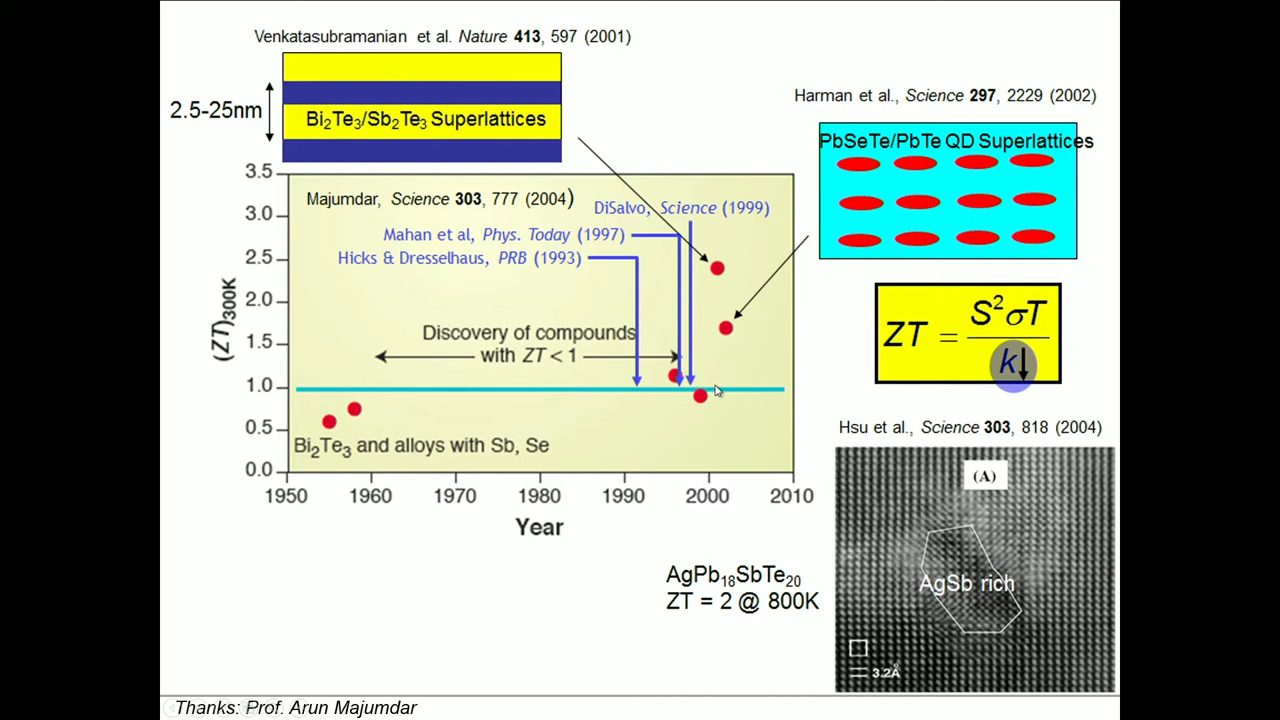 Venkatasubramanian et al. Nature 413, 597 (2001)
2.5-25nm
Bi2Te3/Sb2Te3 Superlattices
Harman et al., Science 297, 2229 (2002)
PbSeTe/PbTe QD Superlattices
3.5
3.0
2.5
2.0
1.5
1.0
0.5
0.0
(ZT)300K
Majumdar, Science 303, 777 (2004)
DiSalvo, Science (1999)
Mahan et al, Phys. Today (1997)
Hicks & Dresselhaus, PRB (1993)
Discovery of compounds
with ZT < 1
Bi2Te3 and alloys with Sb, Se
1950 1960 1970 1980 1990 2000 2010
Year
ZT = S²σT / k↓
Hsu et al., Science 303, 818 (2004)
(A)
AgSb rich
3.2Å
AgPb18SbTe20
ZT = 2 @ 800K
Thanks: Prof. Arun Majumdar